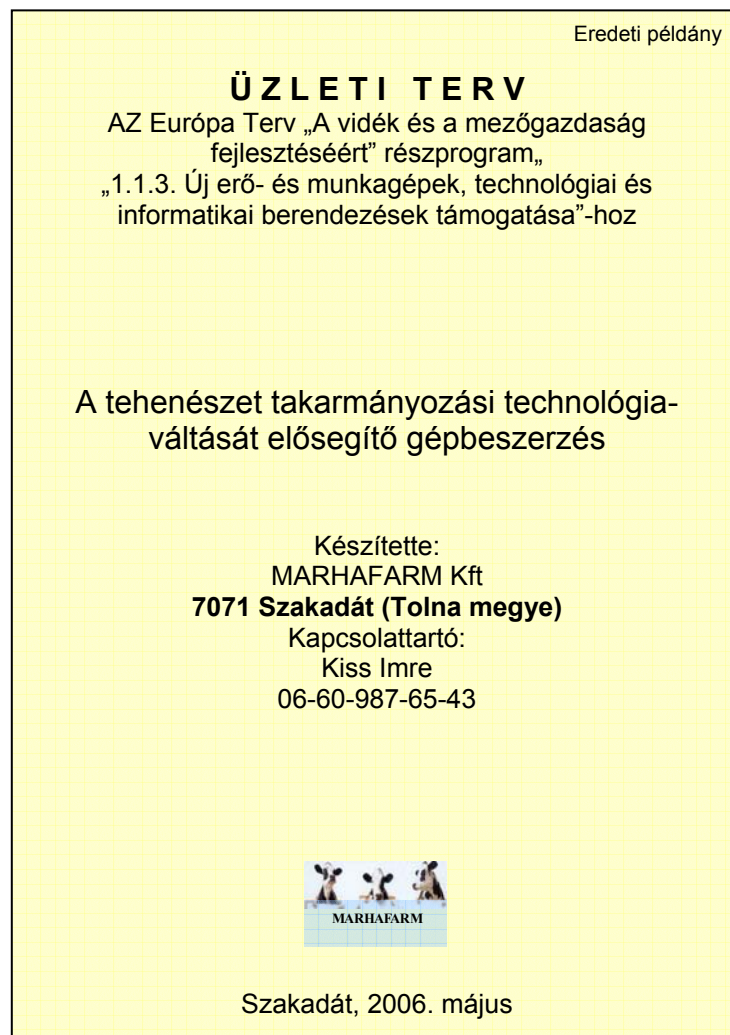 Eredeti példány
ÜZLETI TERV
AZ Európa Terv „A vidék és a mezőgazdaság
fejlesztéséért” részprogram„
„1.1.3. Új erő- és munkagépek, technológiai és
informatikai berendezések támogatása”-hoz
A tehenészet takarmányozási technológia-
váltását elősegítő gépbeszerzés
Készítette:
MARHAFARM Kft
7071 Szakadát (Tolna megye)
Kapcsolattartó:
Kiss Imre
06-60-987-65-43
MARHAFARM
Szakadát, 2006. május